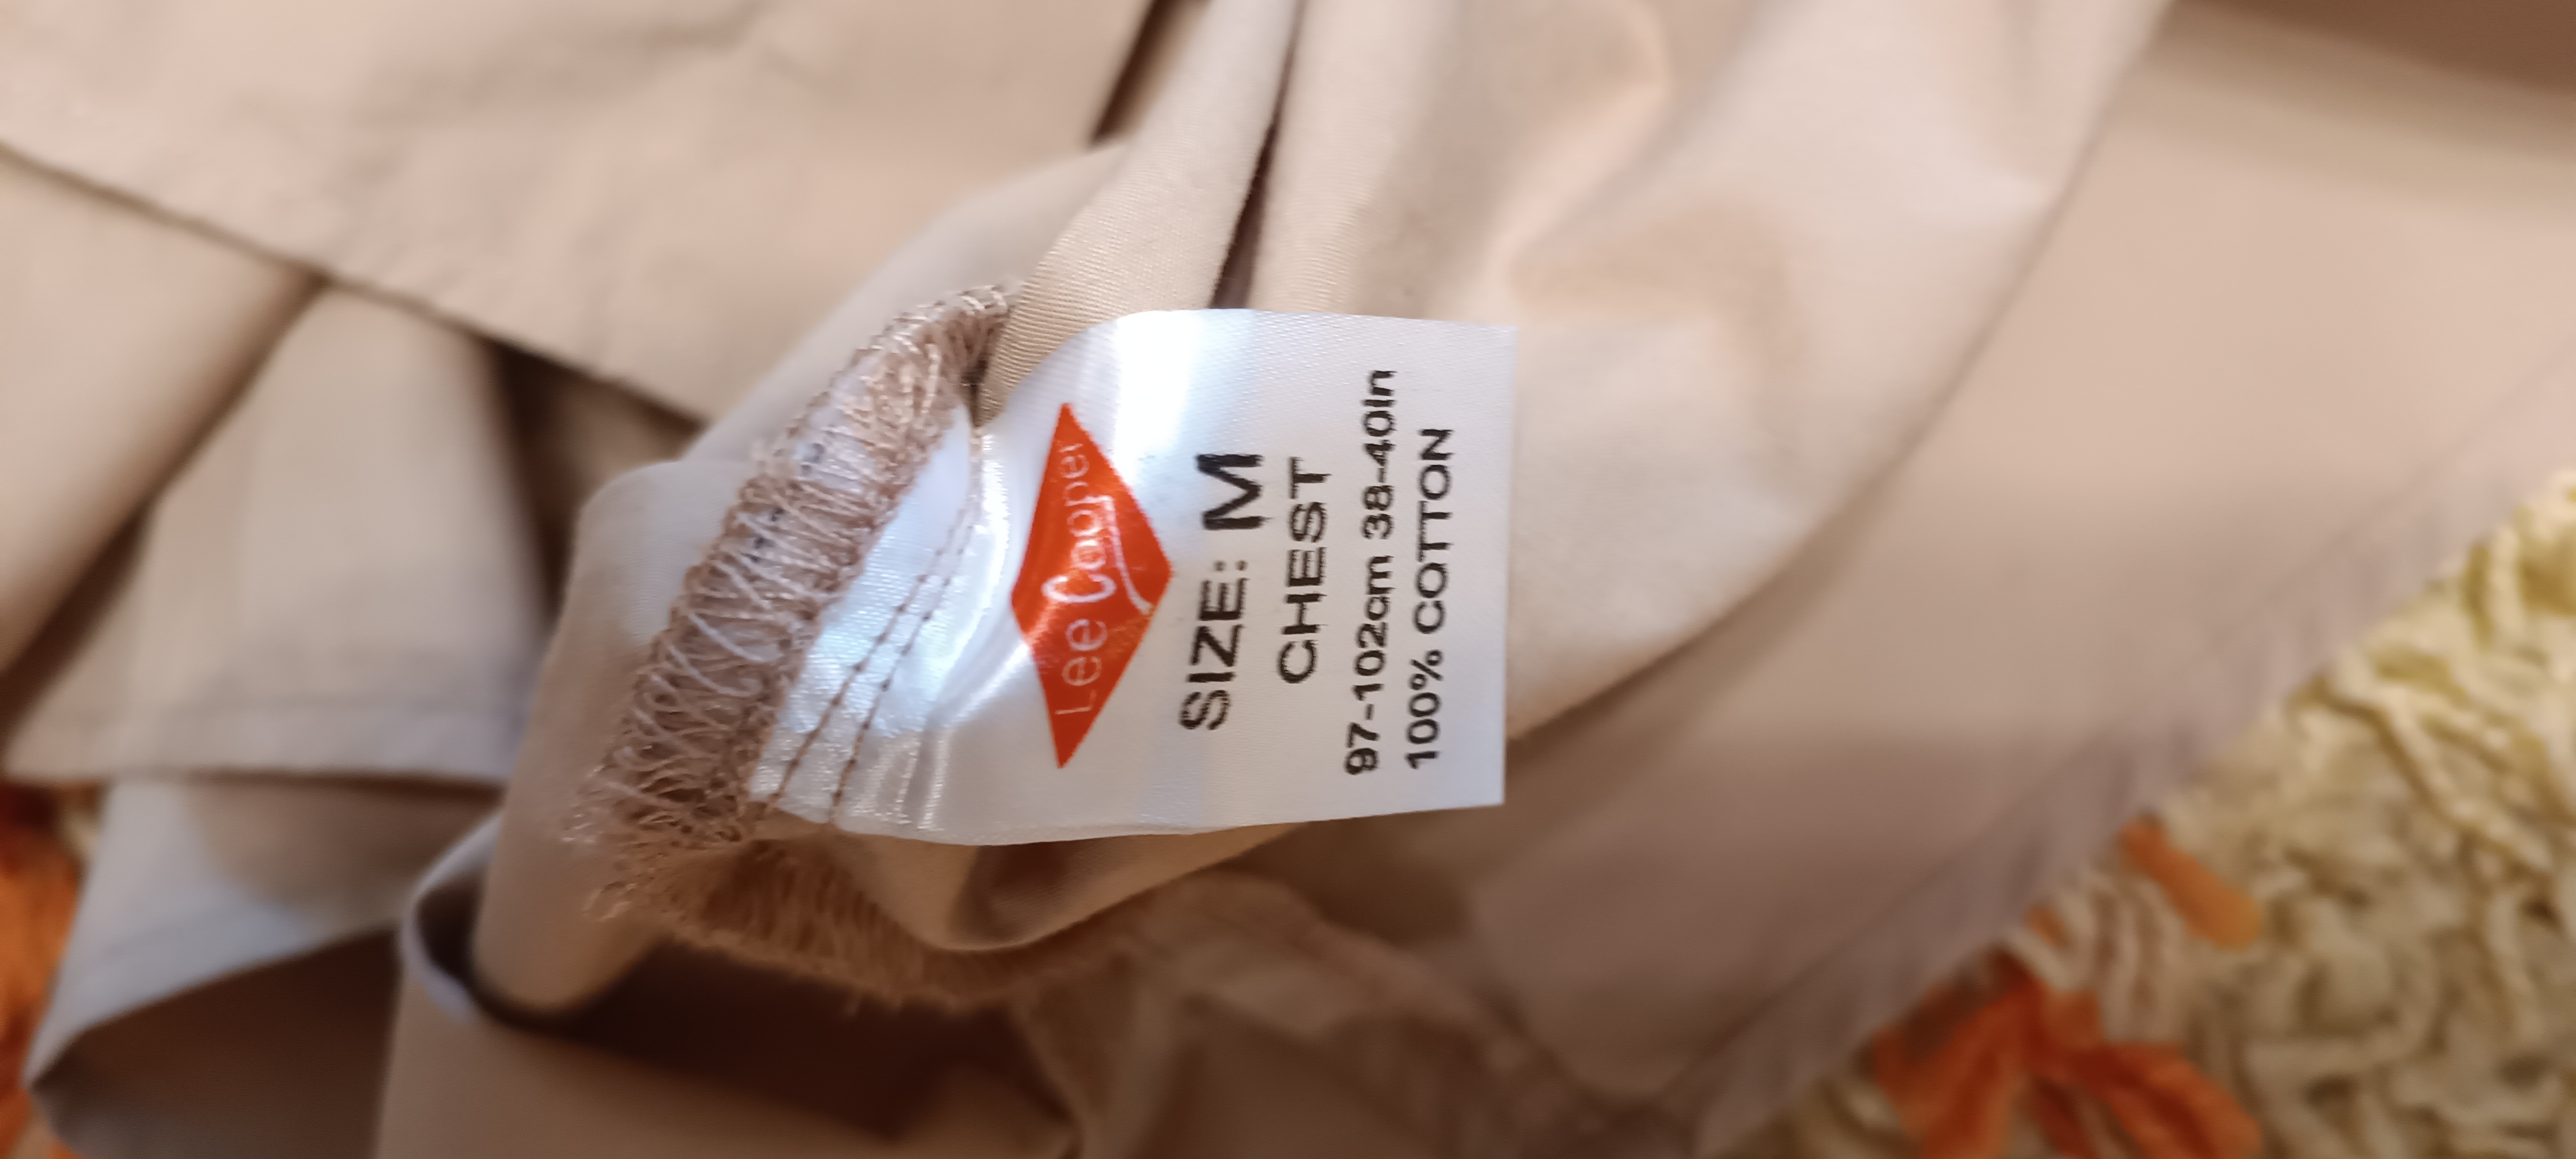 Lee Cooper
SIZE: M
CHEST
97-102cm 38-40in
100% COTTON